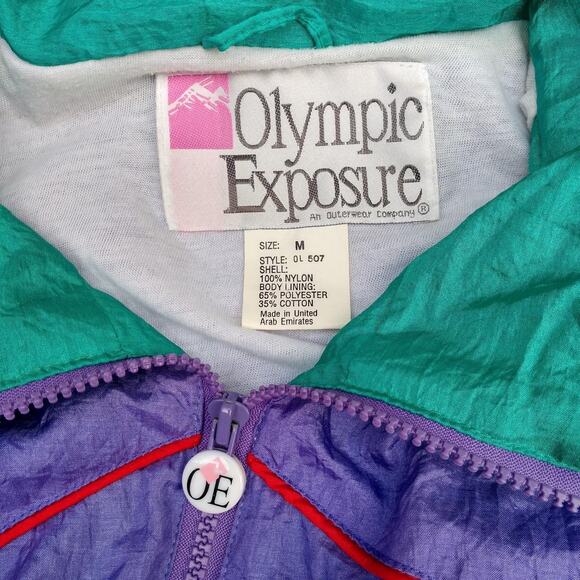 Olympic
Exposure
An Outerwear Company ®
SIZE: M
STYLE: OL 507
SHELL:
100% NYLON
BODY LINING:
65% POLYESTER
35% COTTON
Made in United
Arab Emirates
OE